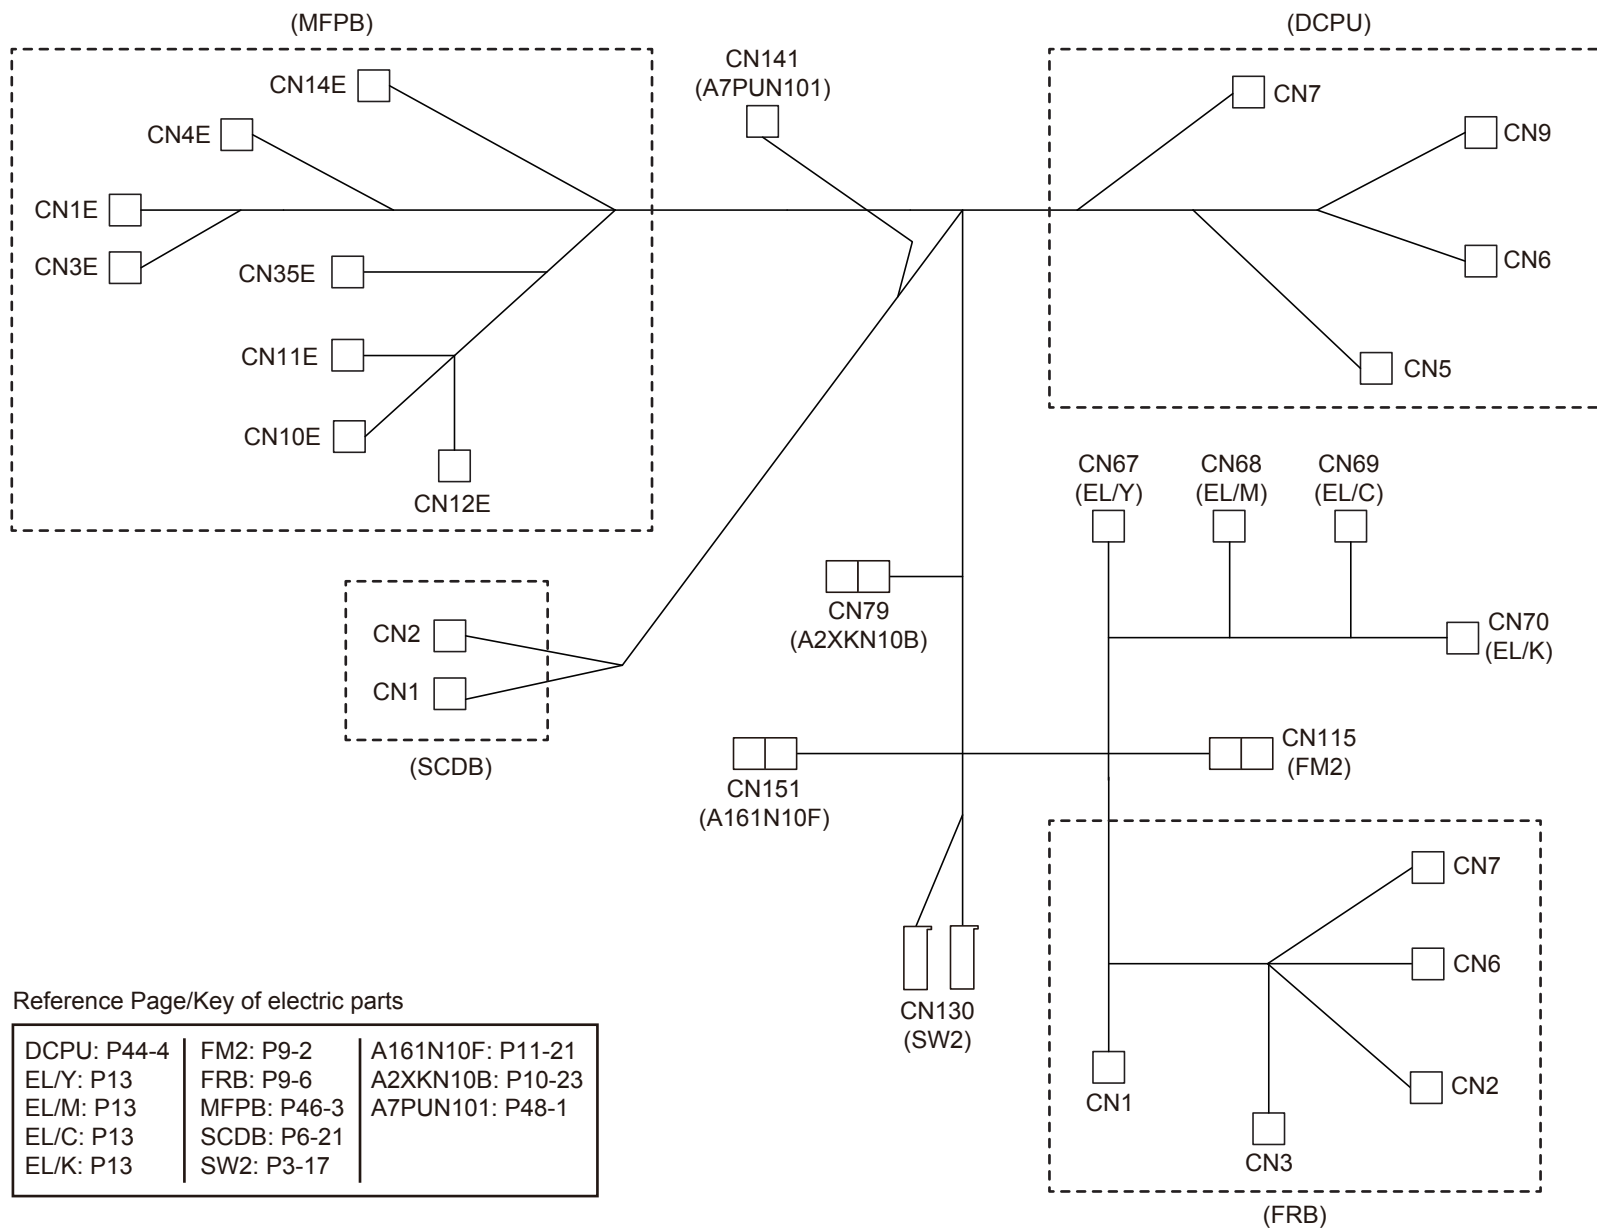 (MFPB)
(DCPU)
CN141
(A7PUN101)
CN14E
CN4E
CN1E
CN3E
CN35E
CN11E
CN10E
CN12E
CN7
CN9
CN6
CN5
CN67
(EL/Y)
CN68
(EL/M)
CN69
(EL/C)
CN70
(EL/K)
CN79
(A2XKN10B)
CN2
CN1
(SCDB)
CN151
(A161N10F)
CN115
(FM2)
CN130
(SW2)
CN7
CN6
CN2
CN1
CN3
(FRB)
Reference Page/Key of electric parts
DCPU: P44-4
EL/Y: P13
EL/M: P13
EL/C: P13
EL/K: P13
FM2: P9-2
FRB: P9-6
MFPB: P46-3
SCDB: P6-21
SW2: P3-17
A161N10F: P11-21
A2XKN10B: P10-23
A7PUN101: P48-1